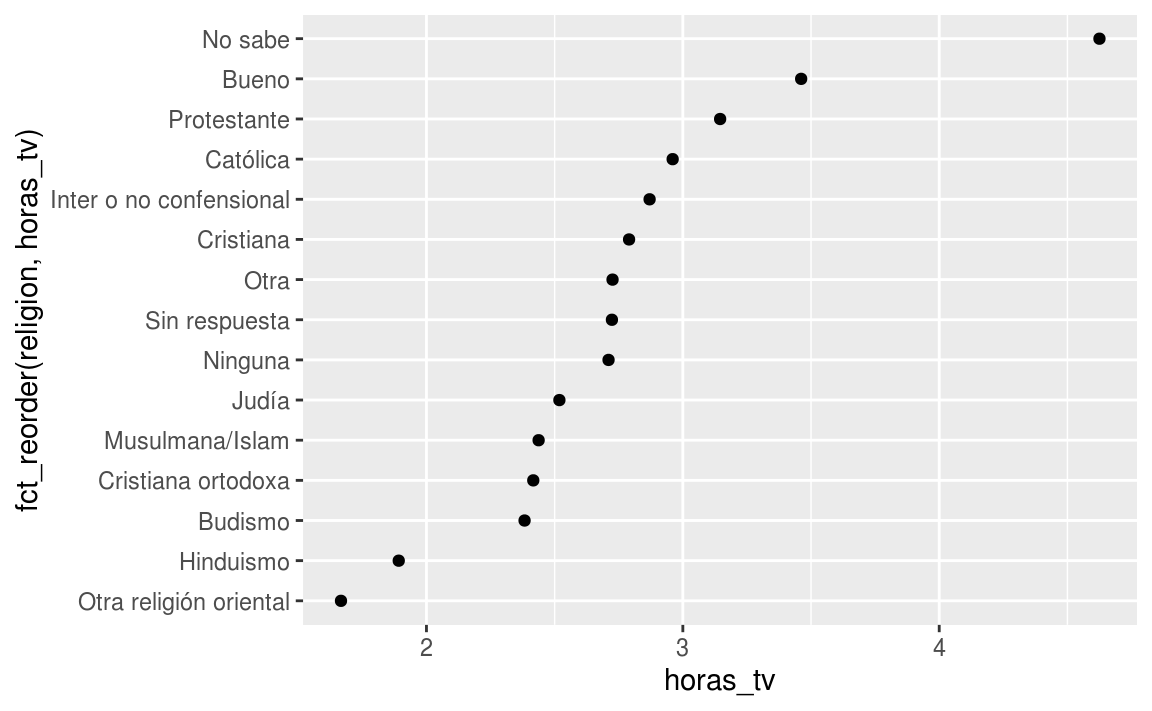 No sabe
Bueno
Protestante
Católica
Inter o no confensional
Cristiana
Otra
Sin respuesta
Ninguna
Judía
Musulmana/Islam
Cristiana ortodoxa
Budismo
Hinduismo
Otra religión oriental
fct_reorder(religion, horas_tv)
2 3 4
horas_tv